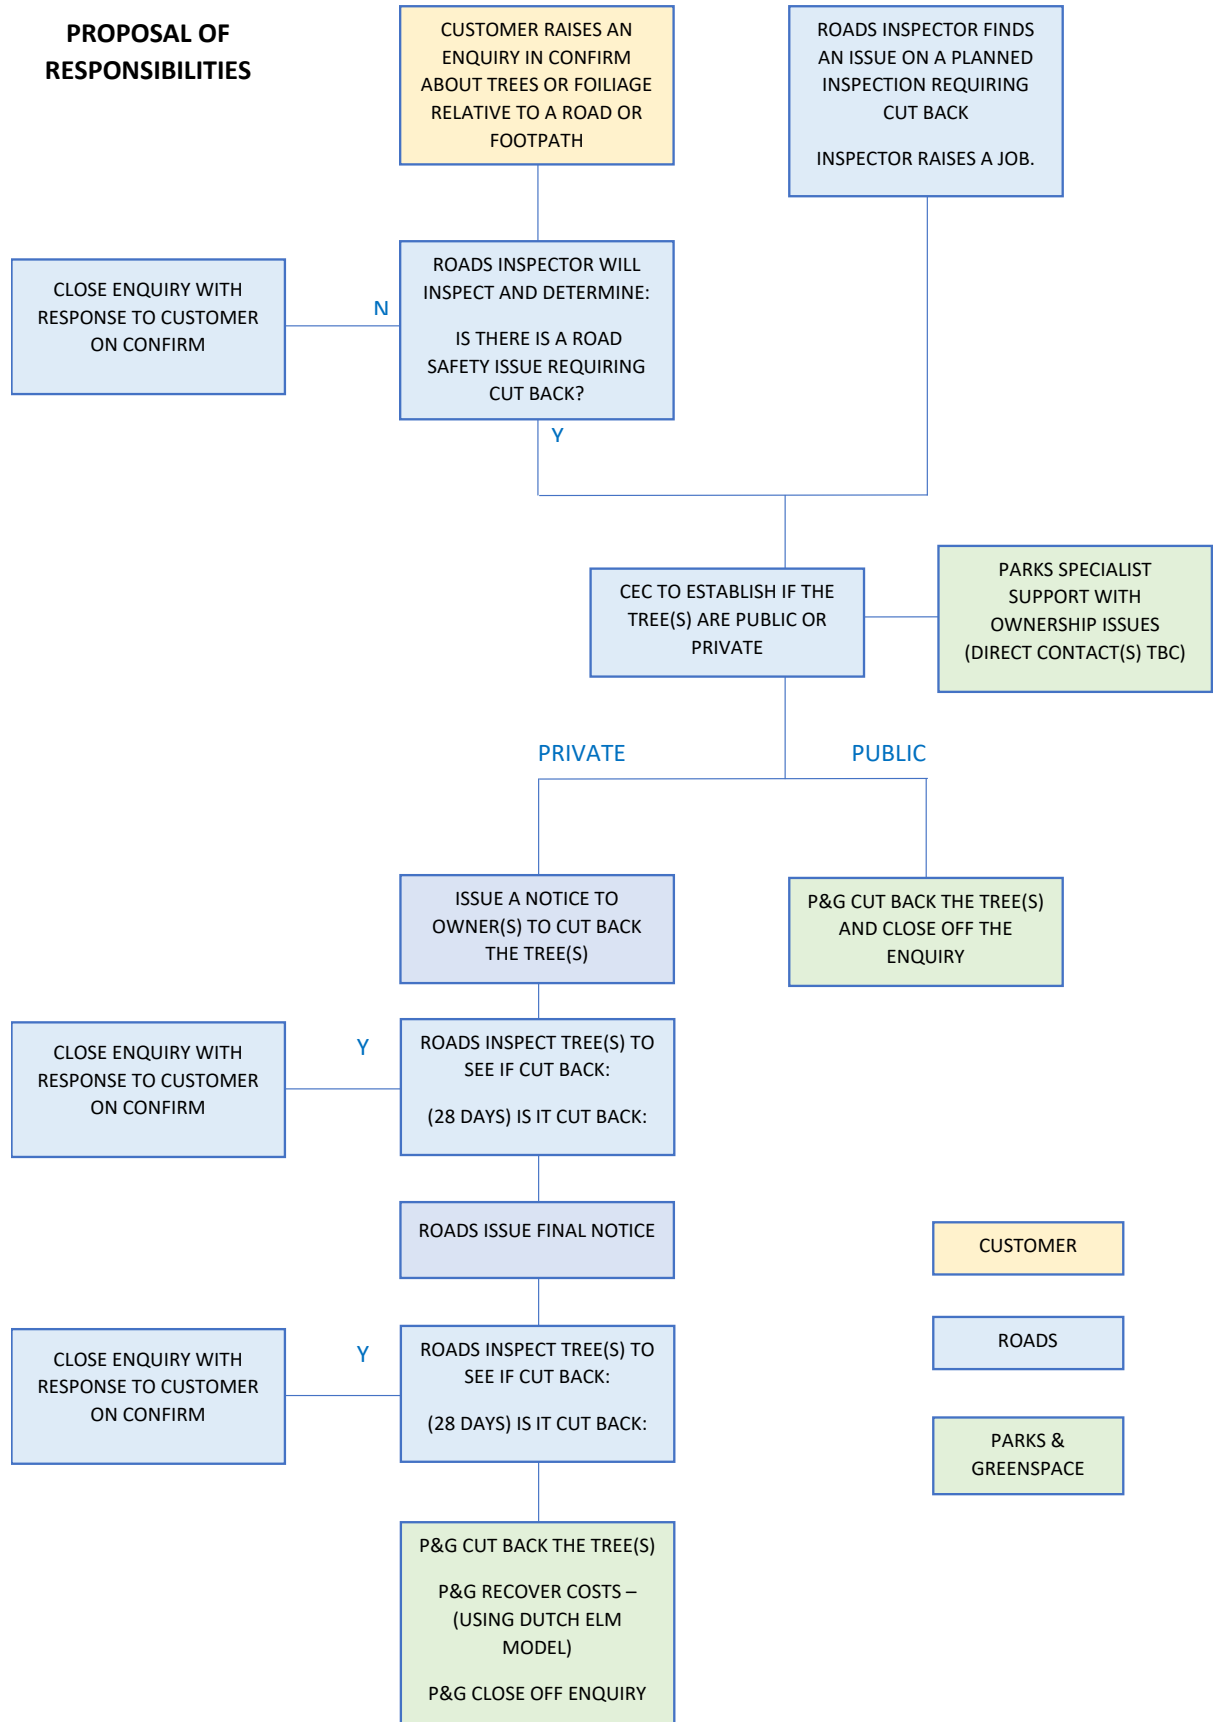 PROPOSAL OF
RESPONSIBILITIES
CUSTOMER RAISES AN
ENQUIRY IN CONFIRM
ABOUT TREES OR FOILIAGE
RELATIVE TO A ROAD OR
FOOTPATH
ROADS INSPECTOR FINDS
AN ISSUE ON A PLANNED
INSPECTION REQUIRING
CUT BACK
INSPECTOR RAISES A JOB.
CLOSE ENQUIRY WITH
RESPONSE TO CUSTOMER
ON CONFIRM
N
ROADS INSPECTOR WILL
INSPECT AND DETERMINE:
IS THERE IS A ROAD
SAFETY ISSUE REQUIRING
CUT BACK?
Y
CEC TO ESTABLISH IF THE
TREE(S) ARE PUBLIC OR
PRIVATE
PARKS SPECIALIST
SUPPORT WITH
OWNERSHIP ISSUES
(DIRECT CONTACT(S) TBC)
PRIVATE
PUBLIC
ISSUE A NOTICE TO
OWNER(S) TO CUT BACK
THE TREE(S)
P&G CUT BACK THE TREE(S)
AND CLOSE OFF THE
ENQUIRY
CLOSE ENQUIRY WITH
RESPONSE TO CUSTOMER
ON CONFIRM
Y
ROADS INSPECT TREE(S) TO
SEE IF CUT BACK:
(28 DAYS) IS IT CUT BACK:
ROADS ISSUE FINAL NOTICE
CLOSE ENQUIRY WITH
RESPONSE TO CUSTOMER
ON CONFIRM
Y
ROADS INSPECT TREE(S) TO
SEE IF CUT BACK:
(28 DAYS) IS IT CUT BACK:
P&G CUT BACK THE TREE(S)
P&G RECOVER COSTS –
(USING DUTCH ELM
MODEL)
P&G CLOSE OFF ENQUIRY
CUSTOMER
ROADS
PARKS &
GREENSPACE